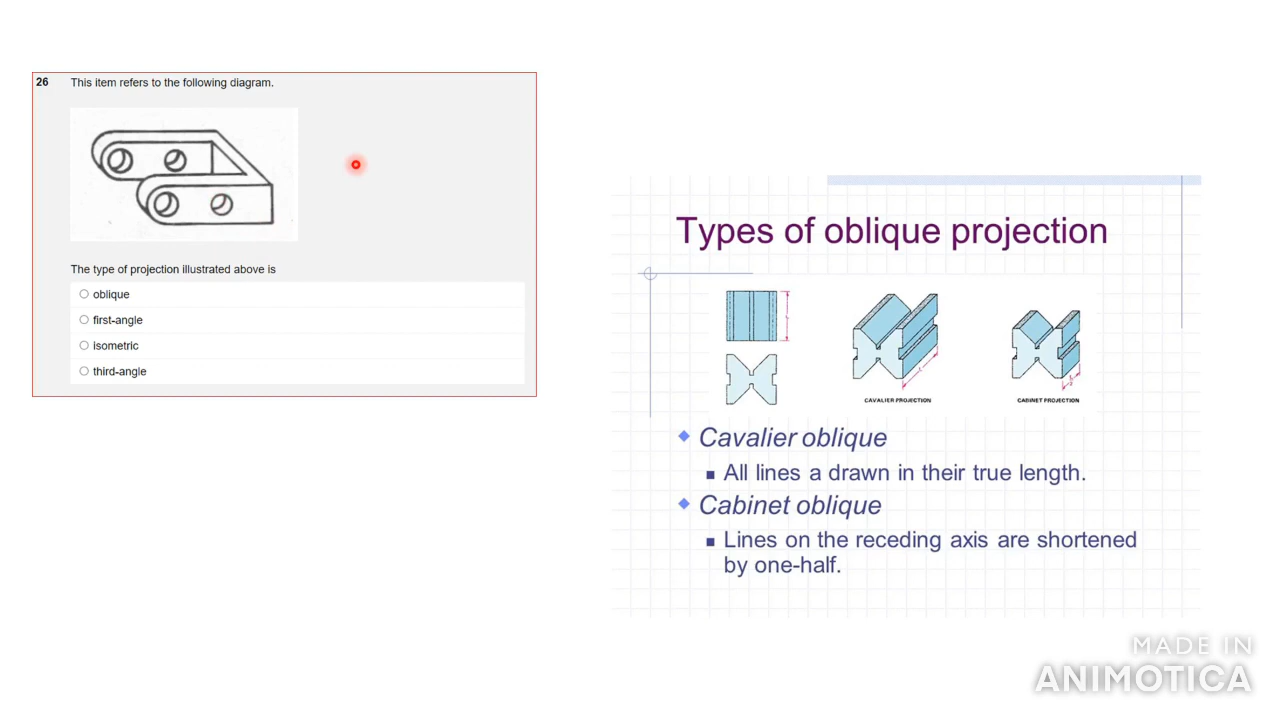 26 This item refers to the following diagram.
The type of projection illustrated above is
oblique
first-angle
isometric
third-angle
Types of oblique projection
CAVALIER PROJECTION
CABINET PROJECTION
Cavalier oblique
All lines a drawn in their true length.
Cabinet oblique
Lines on the receding axis are shortened
by one-half.
MADE IN
ANIMOTICA